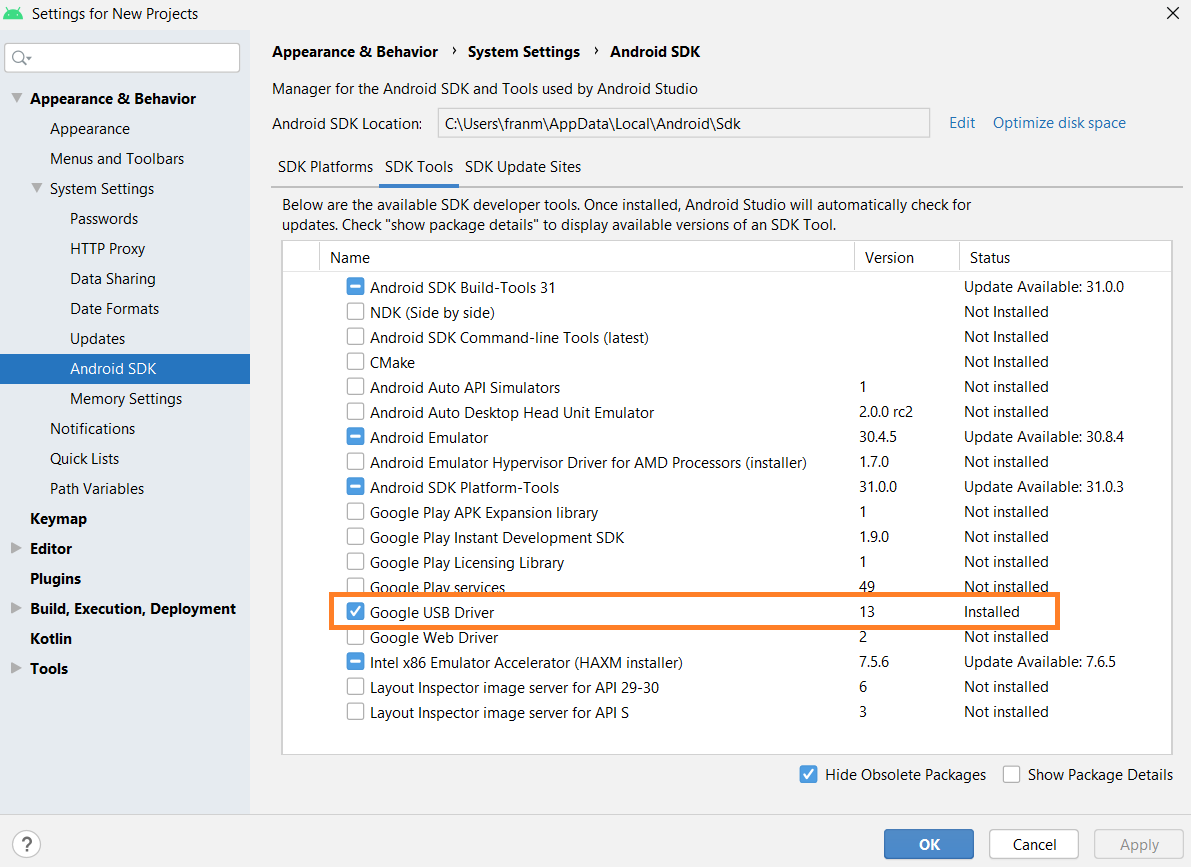 Settings for New Projects
Appearance & Behavior
Appearance
Menus and Toolbars
System Settings
Passwords
HTTP Proxy
Data Sharing
Date Formats
Updates
Android SDK
Memory Settings
Notifications
Quick Lists
Path Variables
Keymap
Editor
Plugins
Build, Execution, Deployment
Kotlin
Tools
?
Appearance & Behavior › System Settings › Android SDK
Manager for the Android SDK and Tools used by Android Studio
Android SDK Location: C:\Users\franm\AppData\Local\Android\Sdk Edit Optimize disk space
SDK Platforms SDK Tools SDK Update Sites
Below are the available SDK developer tools. Once installed, Android Studio will automatically check for
updates. Check "show package details" to display available versions of an SDK Tool.
Name Version Status
Android SDK Build-Tools 31 Update Available: 31.0.0
NDK (Side by side) Not Installed
Android SDK Command-line Tools (latest) Not Installed
CMake Not Installed
Android Auto API Simulators 1 Not installed
Android Auto Desktop Head Unit Emulator 2.0.0 rc2 Not installed
Android Emulator 30.4.5 Update Available: 30.8.4
Android Emulator Hypervisor Driver for AMD Processors (installer) 1.7.0 Not installed
Android SDK Platform-Tools 31.0.0 Update Available: 31.0.3
Google Play APK Expansion library 1 Not installed
Google Play Instant Development SDK 1.9.0 Not installed
Google Play Licensing Library 1 Not installed
Google Play services 49 Not installed
Google USB Driver 13 Installed
Google Web Driver 2 Not installed
Intel x86 Emulator Accelerator (HAXM installer) 7.5.6 Update Available: 7.6.5
Layout Inspector image server for API 29-30 6 Not installed
Layout Inspector image server for API S 3 Not installed
Hide Obsolete Packages Show Package Details
OK Cancel Apply